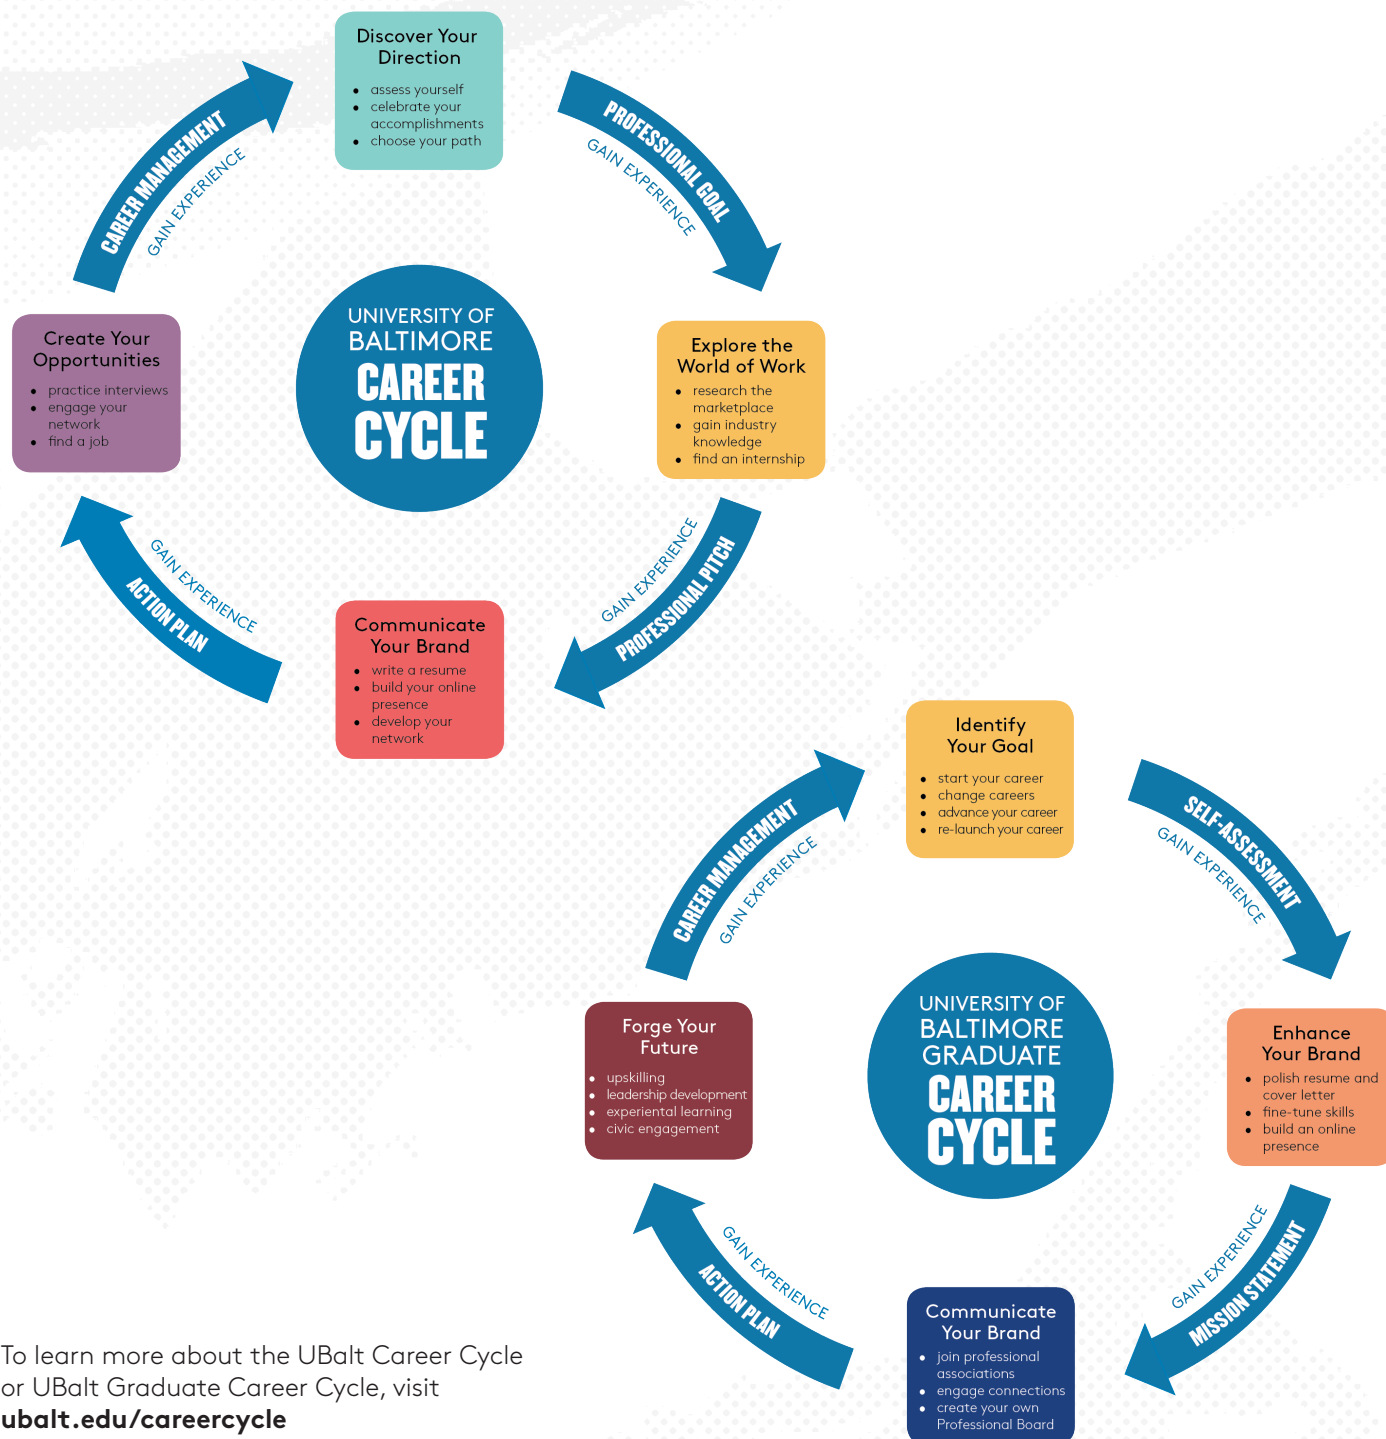 Discover Your
Direction
• assess yourself
• celebrate your
accomplishments
• choose your path
PROFESSIONAL GOAL
GAIN EXPERIENCE
Explore the
World of Work
• research the
marketplace
• gain industry
knowledge
• find an internship
PROFESSIONAL PITCH
GAIN EXPERIENCE
Communicate
Your Brand
• write a resume
• build your online
presence
• develop your
network
ACTION PLAN
GAIN EXPERIENCE
Create Your
Opportunities
• practice interviews
• engage your
network
• find a job
CAREER MANAGEMENT
GAIN EXPERIENCE
UNIVERSITY OF
BALTIMORE
CAREER
CYCLE
Identify
Your Goal
• start your career
• change careers
• advance your career
• re-launch your career
SELF-ASSESSMENT
GAIN EXPERIENCE
Enhance
Your Brand
• polish resume and
cover letter
• fine-tune skills
• build an online
presence
MISSION STATEMENT
GAIN EXPERIENCE
Communicate
Your Brand
• join professional
associations
• engage connections
• create your own
Professional Board
ACTION PLAN
GAIN EXPERIENCE
Forge Your
Future
• upskilling
• leadership development
• experiental learning
• civic engagement
CAREER MANAGEMENT
GAIN EXPERIENCE
UNIVERSITY OF
BALTIMORE
GRADUATE
CAREER
CYCLE
To learn more about the UBalt Career Cycle
or UBalt Graduate Career Cycle, visit
ubalt.edu/careercycle